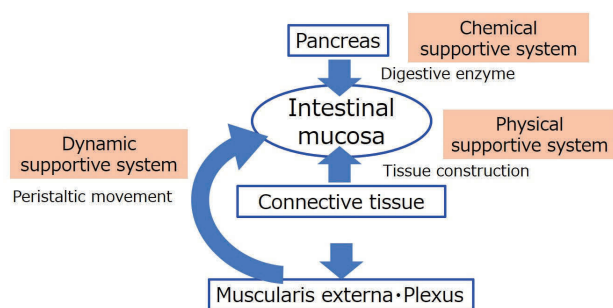 Pancreas
Chemical
supportive system
Digestive enzyme
Intestinal
mucosa
Dynamic
supportive system
Physical
supportive system
Peristaltic movement
Tissue construction
Connective tissue
Muscularis externa・Plexus